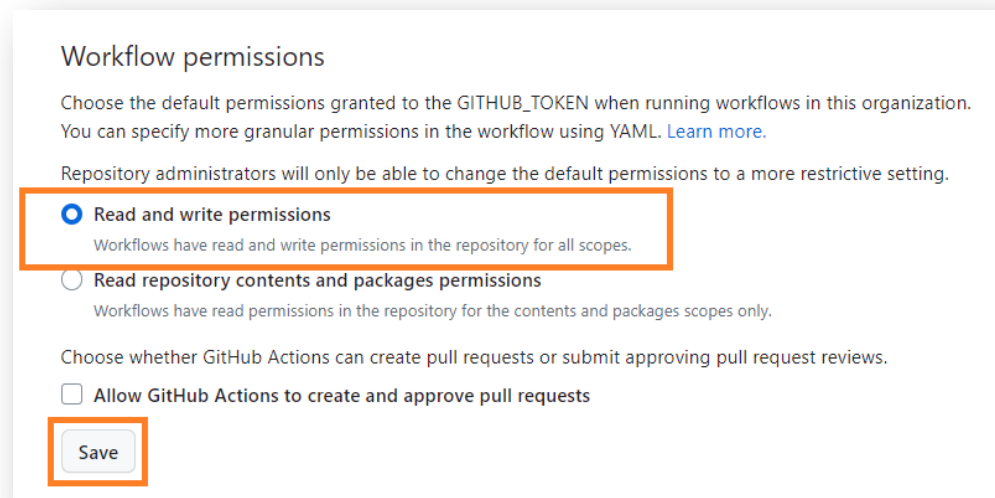 Workflow permissions
Choose the default permissions granted to the GITHUB_TOKEN when running workflows in this organization.
You can specify more granular permissions in the workflow using YAML. Learn more.
Repository administrators will only be able to change the default permissions to a more restrictive setting.
Read and write permissions
Workflows have read and write permissions in the repository for all scopes.
Read repository contents and packages permissions
Workflows have read permissions in the repository for the contents and packages scopes only.
Choose whether GitHub Actions can create pull requests or submit approving pull request reviews.
Allow GitHub Actions to create and approve pull requests
Save